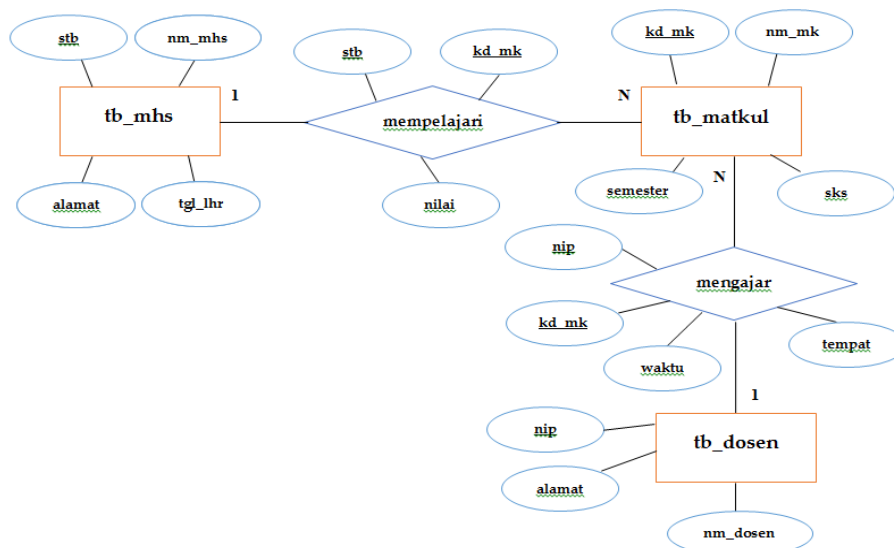 stb
nm_mhs
stb
kd_mk
kd_mk
nm_mk
1
N
tb_mhs
mempelajari
tb_matkul
alamat
tgl_lhr
nilai
semester
N
sks
nip
mengajar
kd_mk
tempat
waktu
1
nip
tb_dosen
alamat
nm_dosen